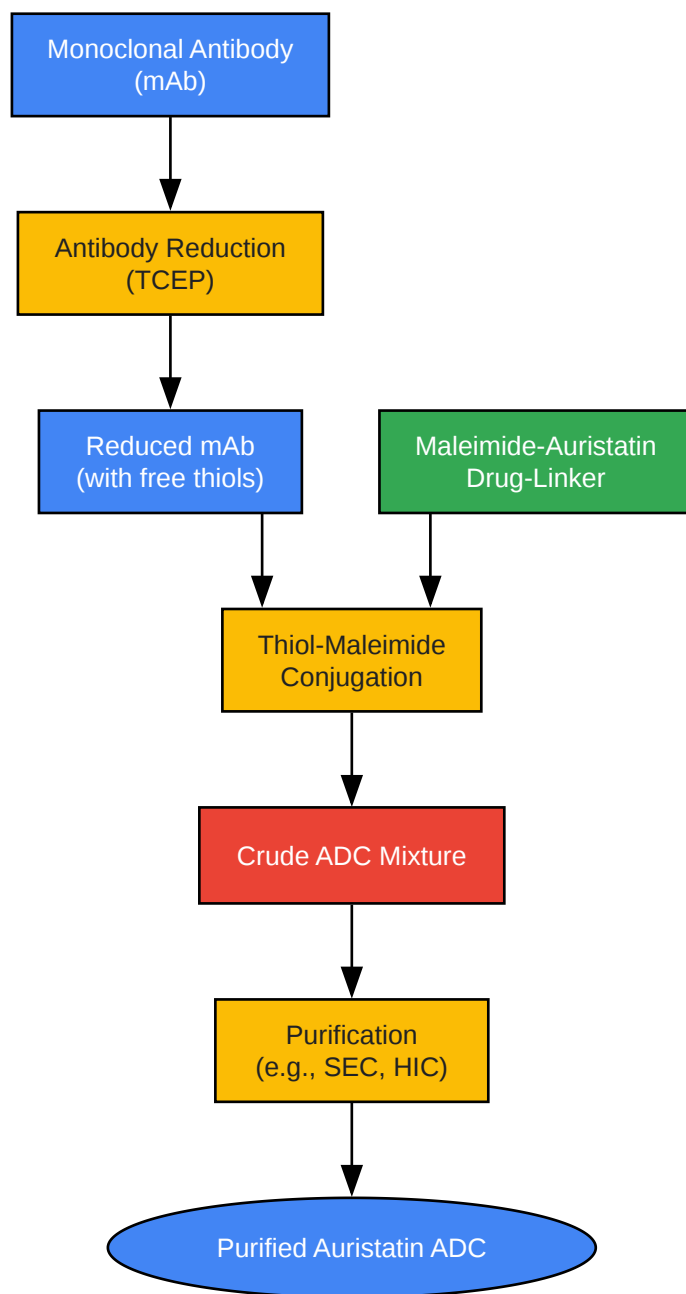 Monoclonal Antibody
(mAb)
Antibody Reduction
(TCEP)
Reduced mAb
(with free thiols)
Maleimide-Auristatin
Drug-Linker
Thiol-Maleimide
Conjugation
Crude ADC Mixture
Purification
(e.g., SEC, HIC)
Purified Auristatin ADC